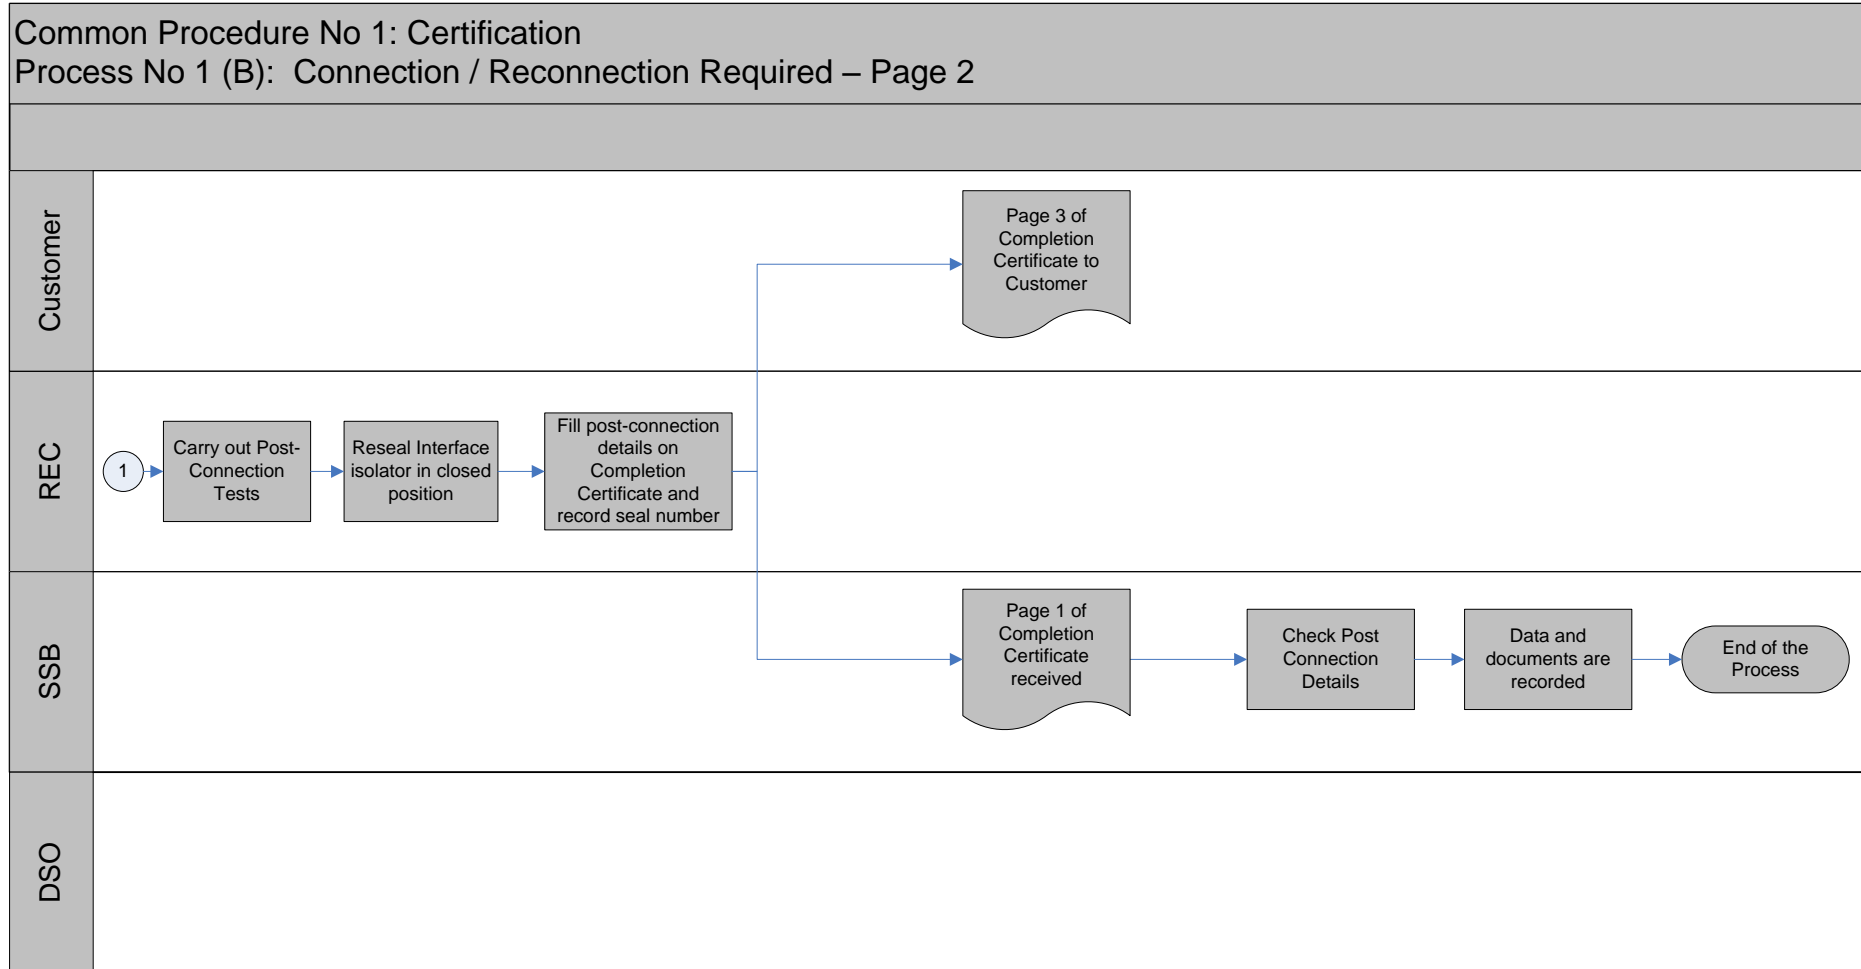 Common Procedure No 1: Certification
Process No 1 (B):  Connection / Reconnection Required – Page 2
Customer
Page 3 of
Completion
Certificate to
Customer
REC
1
Carry out Post-
Connection
Tests
Reseal Interface
isolator in closed
position
Fill post-connection
details on
Completion
Certificate and
record seal number
SSB
Page 1 of
Completion
Certificate
received
Check Post
Connection
Details
Data and
documents are
recorded
End of the
Process
DSO